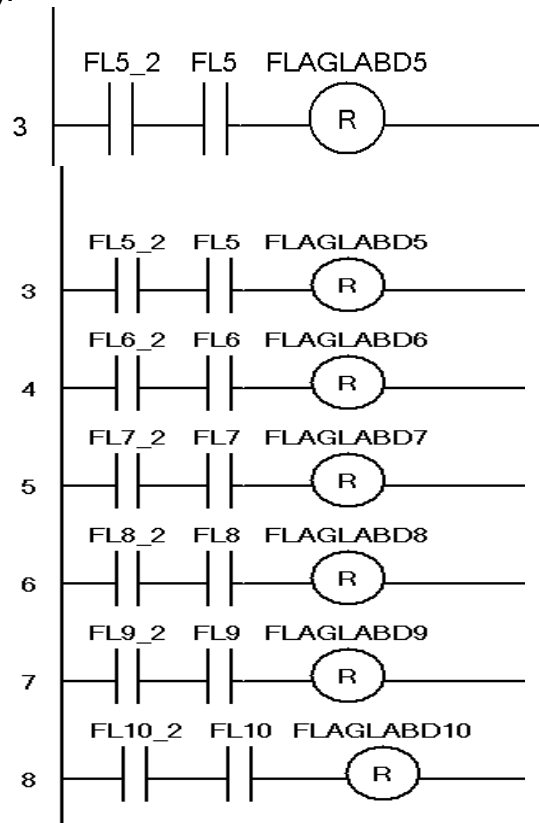 FL5_2 FL5 FLAGLABD5
3 R
FL5_2 FL5 FLAGLABD5
3 R
FL6_2 FL6 FLAGLABD6
4 R
FL7_2 FL7 FLAGLABD7
5 R
FL8_2 FL8 FLAGLABD8
6 R
FL9_2 FL9 FLAGLABD9
7 R
FL10_2 FL10 FLAGLABD10
8 R